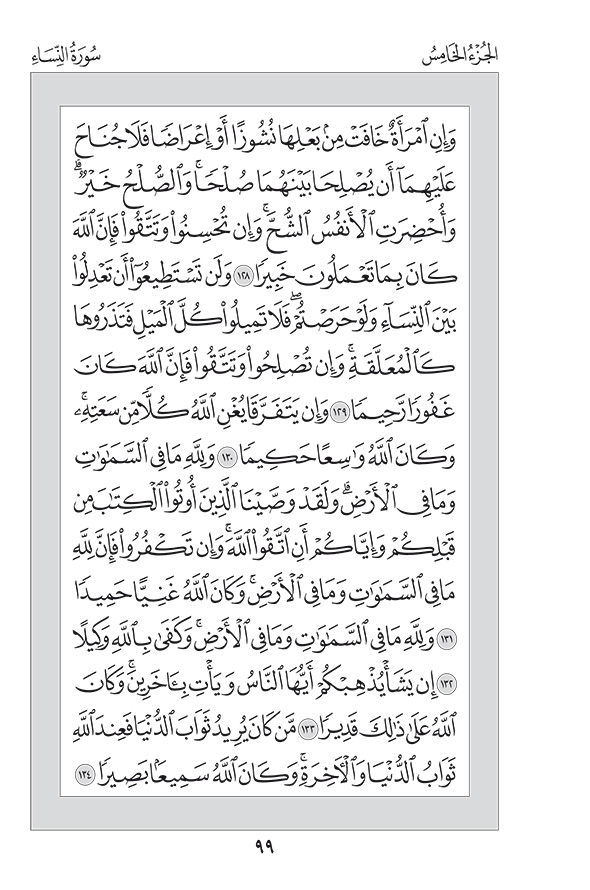 الجُزْءُ الخَامِسُ
سُورَةُ النِّسَاءِ
وَإِنِ ٱمْرَأَةٌ خَافَتْ مِنۢ بَعْلِهَا نُشُوزًا أَوْ إِعْرَاضًا فَلَا جُنَاحَ
عَلَيْهِمَآ أَن يُصْلِحَا بَيْنَهُمَا صُلْحًاۚ وَٱلصُّلْحُ خَيْرٌۗ
وَأُحْضِرَتِ ٱلْأَنفُسُ ٱلشُّحَّۚ وَإِن تُحْسِنُوا۟ وَتَتَّقُوا۟ فَإِنَّ ٱللَّهَ
كَانَ بِمَا تَعْمَلُونَ خَبِيرًا ١٢٨ وَلَن تَسْتَطِيعُوٓا۟ أَن تَعْدِلُوا۟
بَيْنَ ٱلنِّسَآءِ وَلَوْ حَرَصْتُمْۖ فَلَا تَمِيلُوا۟ كُلَّ ٱلْمَيْلِ فَتَذَرُوهَا
كَٱلْمُعَلَّقَةِۚ وَإِن تُصْلِحُوا۟ وَتَتَّقُوا۟ فَإِنَّ ٱللَّهَ كَانَ
غَفُورًا رَّحِيمًا ١٢٩ وَإِن يَتَفَرَّقَا يُغْنِ ٱللَّهُ كُلًّا مِّن سَعَتِهِۦۚ
وَكَانَ ٱللَّهُ وَٰسِعًا حَكِيمًا ١٣٠ وَلِلَّهِ مَا فِى ٱلسَّمَٰوَٰتِ
وَمَا فِى ٱلْأَرْضِۗ وَلَقَدْ وَصَّيْنَا ٱلَّذِينَ أُوتُوا۟ ٱلْكِتَٰبَ مِن
قَبْلِكُمْ وَإِيَّاكُمْ أَنِ ٱتَّقُوا۟ ٱللَّهَۚ وَإِن تَكْفُرُوا۟ فَإِنَّ لِلَّهِ
مَا فِى ٱلسَّمَٰوَٰتِ وَمَا فِى ٱلْأَرْضِۚ وَكَانَ ٱللَّهُ غَنِيًّا حَمِيدًا
١٣١ وَلِلَّهِ مَا فِى ٱلسَّمَٰوَٰتِ وَمَا فِى ٱلْأَرْضِۚ وَكَفَىٰ بِٱللَّهِ وَكِيلًا
١٣٢ إِن يَشَأْ يُذْهِبْكُمْ أَيُّهَا ٱلنَّاسُ وَيَأْتِ بِـَٔاخَرِينَۚ وَكَانَ
ٱللَّهُ عَلَىٰ ذَٰلِكَ قَدِيرًا ١٣٣ مَّن كَانَ يُرِيدُ ثَوَابَ ٱلدُّنْيَا فَعِندَ ٱللَّهِ
ثَوَابُ ٱلدُّنْيَا وَٱلْـَٔاخِرَةِۚ وَكَانَ ٱللَّهُ سَمِيعًۢا بَصِيرًا ١٣٤
٩٩